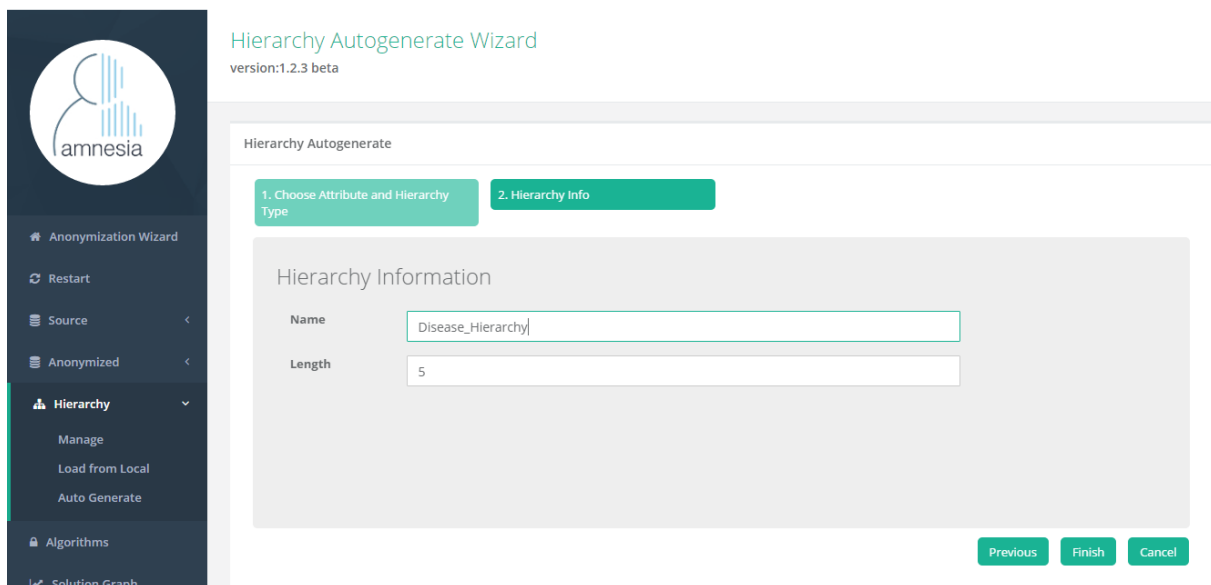 amnesia
Anonymization Wizard
Restart
Source
Anonymized
Hierarchy
Manage
Load from Local
Auto Generate
Algorithms
Solution Graph
Hierarchy Autogenerate Wizard
version:1.2.3 beta
Hierarchy Autogenerate
1. Choose Attribute and Hierarchy
Type
2. Hierarchy Info
Hierarchy Information
Name
Disease_Hierarchy
Length
5
Previous
Finish
Cancel